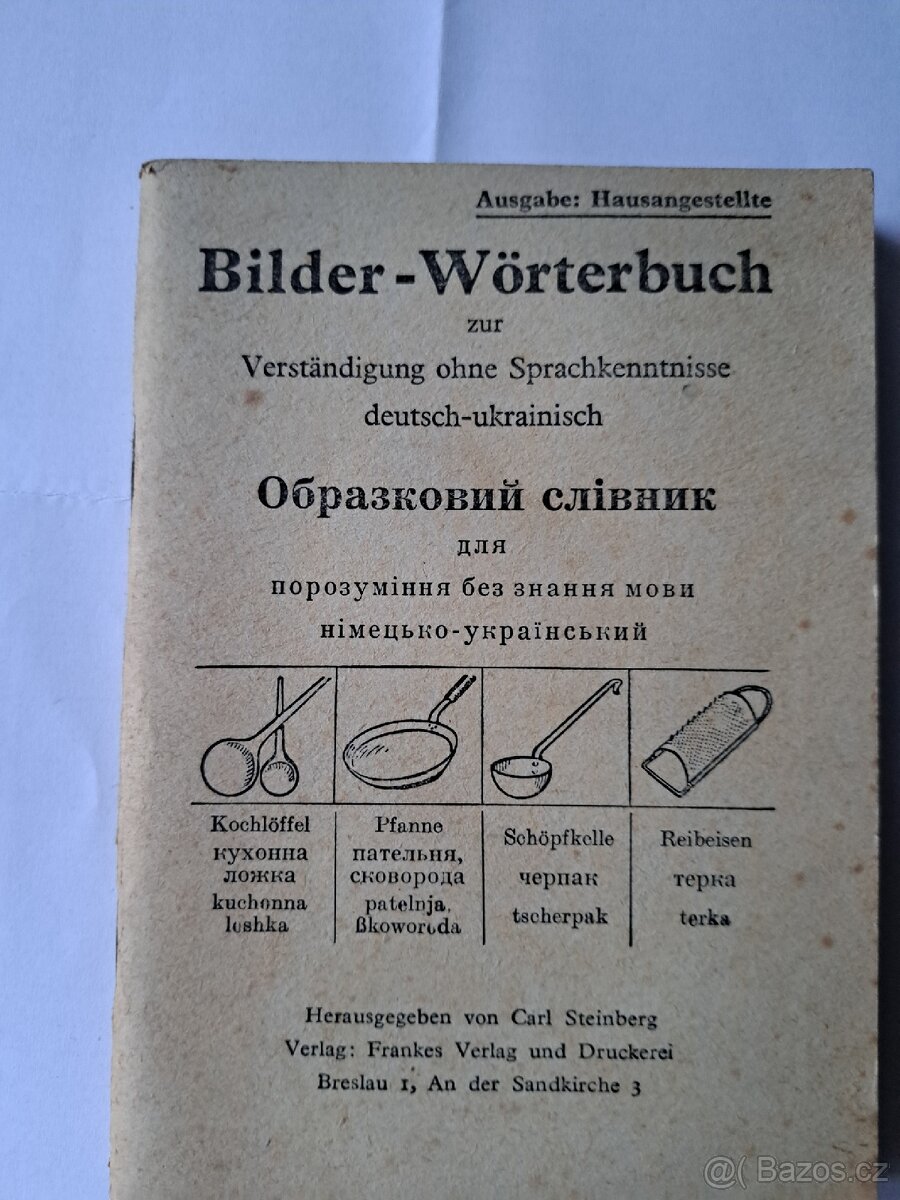 Ausgabe: Hausangestellte
Bilder-Wörterbuch
zur
Verständigung ohne Sprachkenntnisse
deutsch-ukrainisch
Образковий слівник
для
порозуміння без знання мови
німецько-український
Kochlöffel
кухонна
ложка
kuchonna
loshka
Pfanne
пательня,
сковорода
patelnja,
ßkoworoda
Schöpfkelle
черпак
tscherpak
Reibeisen
терка
terka
Herausgegeben von Carl Steinberg
Verlag: Frankes Verlag und Druckerei
Breslau 1, An der Sandkirche 3
@( Bazos.cz